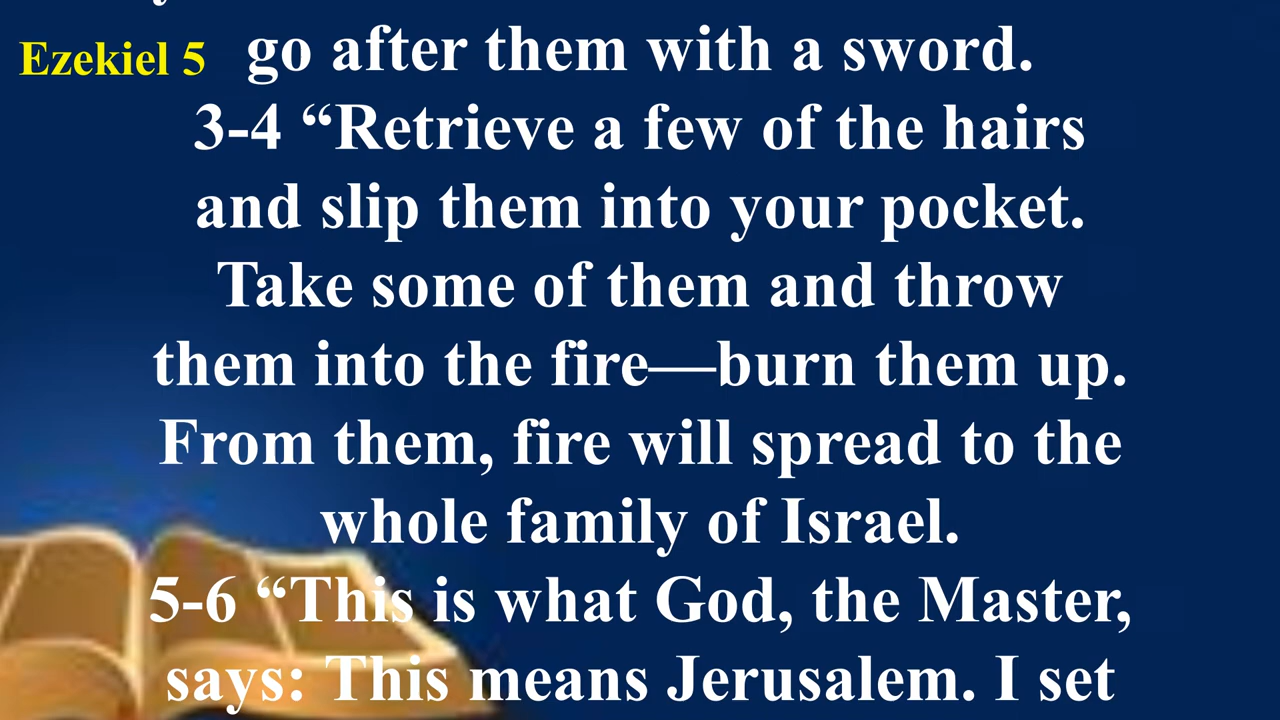 Ezekiel 5
go after them with a sword.
3-4 “Retrieve a few of the hairs
and slip them into your pocket.
Take some of them and throw
them into the fire—burn them up.
From them, fire will spread to the
whole family of Israel.
5-6 “This is what God, the Master,
says: This means Jerusalem. I set